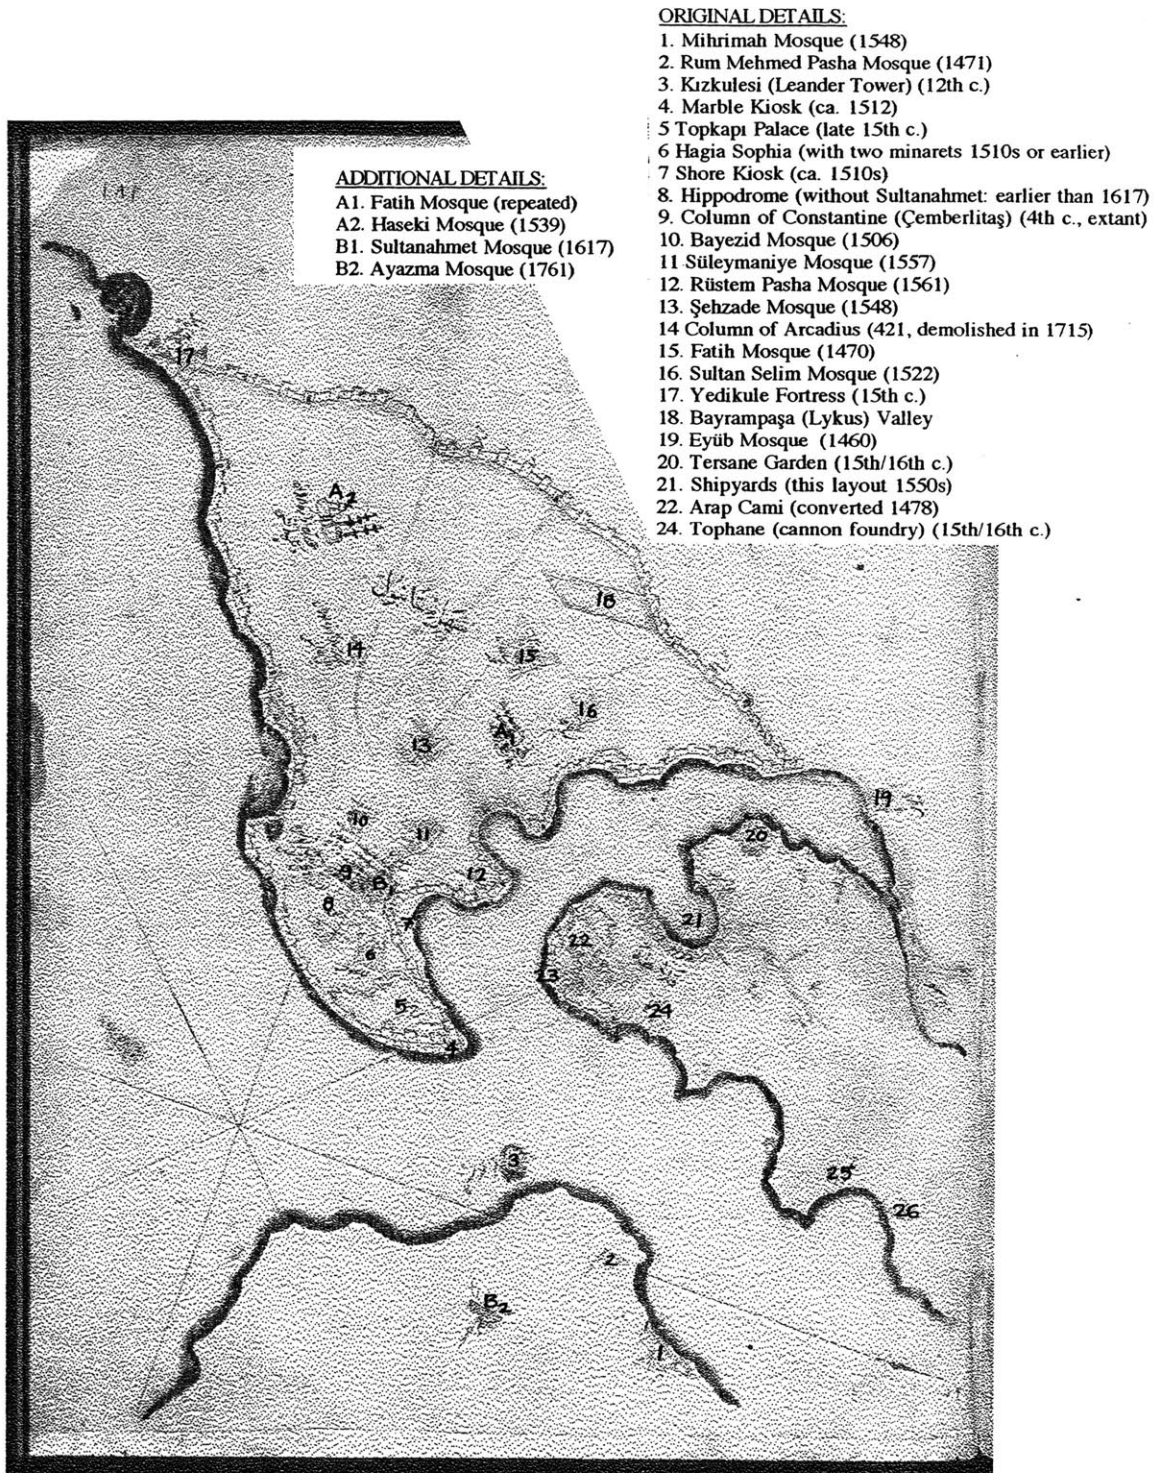 ORIGINAL DETAILS:
1. Mihrimah Mosque (1548)
2. Rum Mehmed Pasha Mosque (1471)
3. Kızkulesi (Leander Tower) (12th c.)
4. Marble Kiosk (ca. 1512)
5 Topkapı Palace (late 15th c.)
6 Hagia Sophia (with two minarets 1510s or earlier)
7 Shore Kiosk (ca. 1510s)
8. Hippodrome (without Sultanahmet: earlier than 1617)
9. Column of Constantine (Çemberlitaş) (4th c., extant)
10. Bayezid Mosque (1506)
11 Süleymaniye Mosque (1557)
12. Rüstem Pasha Mosque (1561)
13. Şehzade Mosque (1548)
14 Column of Arcadius (421, demolished in 1715)
15. Fatih Mosque (1470)
16. Sultan Selim Mosque (1522)
17. Yedikule Fortress (15th c.)
18. Bayrampaşa (Lykus) Valley
19. Eyüb Mosque (1460)
20. Tersane Garden (15th/16th c.)
21. Shipyards (this layout 1550s)
22. Arap Cami (converted 1478)
24. Tophane (cannon foundry) (15th/16th c.)
ADDITIONAL DETAILS:
A1. Fatih Mosque (repeated)
A2. Haseki Mosque (1539)
B1. Sultanahmet Mosque (1617)
B2. Ayazma Mosque (1761)
17
A2
18
14
15
16
A1
13
19
10
11
20
9
B1
12
8
7
21
22
6
23
5
24
4
3
25
26
2
B2
1